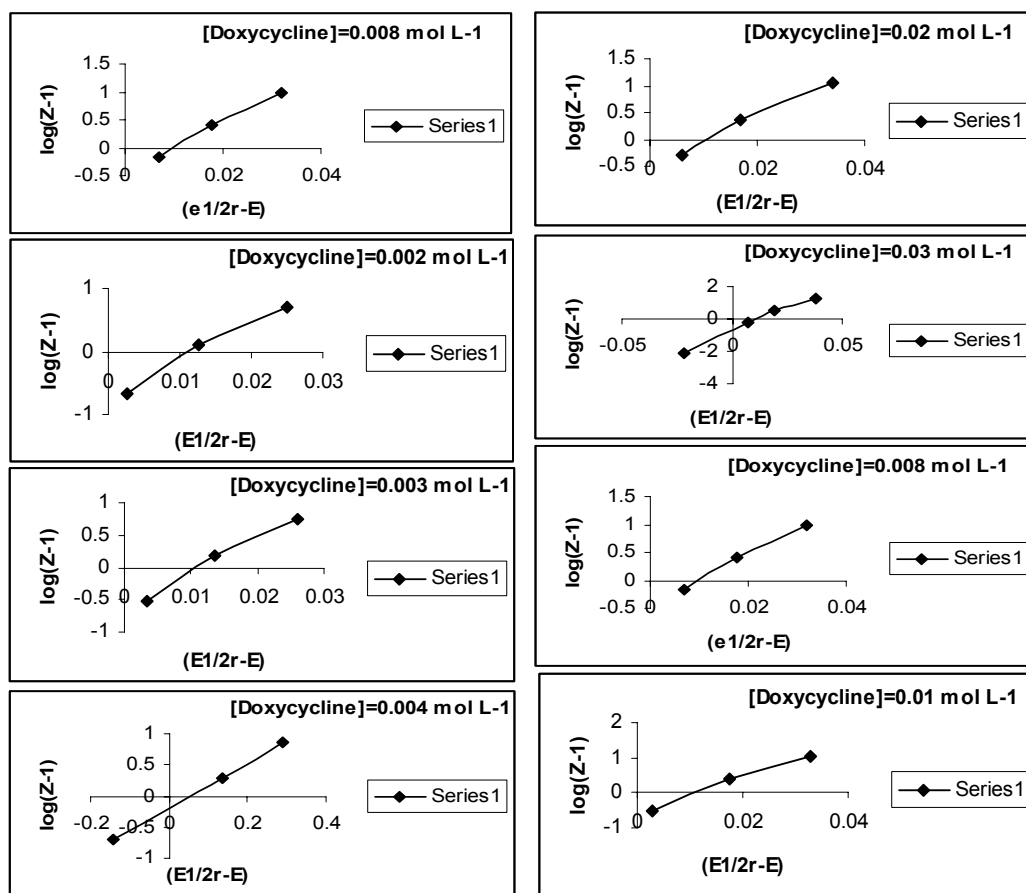 [Doxycycline]=0.008 mol L-1
1.5
1
0.5
0
-0.5
0 0.02 0.04
log(Z-1)
(e1/2r-E)
Series1
[Doxycycline]=0.02 mol L-1
1.5
1
0.5
0
-0.5
0 0.02 0.04
log(Z-1)
(E1/2r-E)
Series1
[Doxycycline]=0.002 mol L-1
1
0
-1
0 0.01 0.02 0.03
log(Z-1)
(E1/2r-E)
Series1
[Doxycycline]=0.03 mol L-1
2
0
-2
-4
-0.05 0 0.05
log(Z-1)
(E1/2r-E)
Series1
[Doxycycline]=0.003 mol L-1
1
0.5
0
-0.5
-1
0 0.01 0.02 0.03
log(Z-1)
(E1/2r-E)
Series1
[Doxycycline]=0.008 mol L-1
1.5
1
0.5
0
-0.5
0 0.02 0.04
log(Z-1)
(e1/2r-E)
Series1
[Doxycycline]=0.004 mol L-1
1
0.5
0
-0.5
-1
-0.2 0 0.2 0.4
log(Z-1)
(E1/2r-E)
Series1
[Doxycycline]=0.01 mol L-1
2
1
0
-1
0 0.02 0.04
log(Z-1)
(E1/2r-E)
Series1